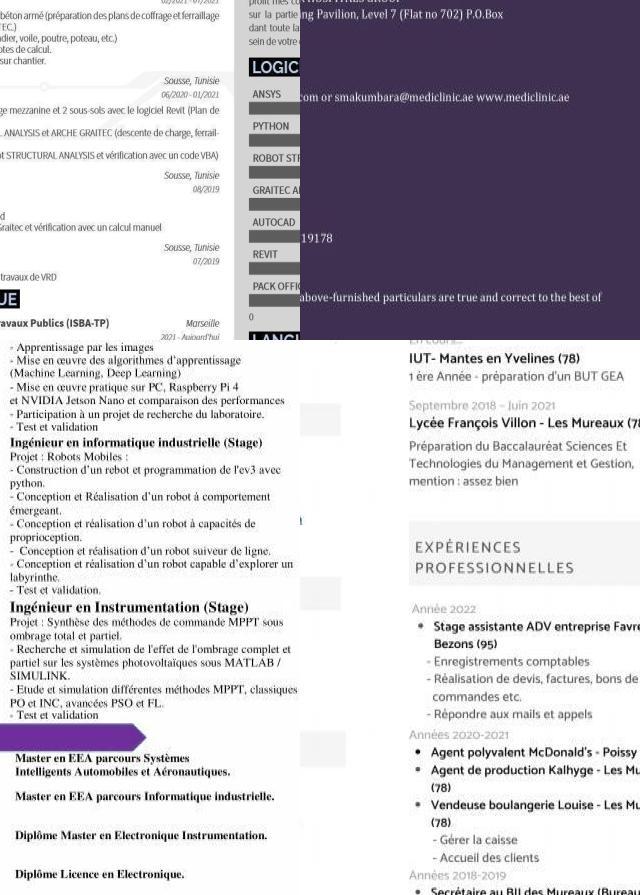 02/2021 - 07/2021
béton armé (préparation des plans de coffrage et ferraillage
TEC.)
dier, voile, poutre, poteau, etc.)
otes de calcul.
sur chantier.
Sousse, Tunisie
06/2020 - 01/2021
ge mezzanine et 2 sous-sols avec le logiciel Revit (Plan de
L ANALYSIS et ARCHE GRAITEC (descente de charge, ferrail-
t STRUCTURAL ANALYSIS et vérification avec un code VBA)
Sousse, Tunisie
08/2019
d
Graitec et vérification avec un calcul manuel
Sousse, Tunisie
07/2019
travaux de VRD
UE
avaux Publics (ISBA-TP)
Marseille
2021 - Aujourd'hui
sur la partie
dant toute la
sein de votre
LOGIC
ANSYS
PYTHON
ROBOT STR
GRAITEC A
AUTOCAD
REVIT
PACK OFFIC
0
LANGU
ng Pavilion, Level 7 (Flat no 702) P.O.Box
com or smakumbara@mediclinic.ae www.mediclinic.ae
19178
above-furnished particulars are true and correct to the best of
- Apprentissage par les images
- Mise en œuvre des algorithmes d'apprentissage
(Machine Learning, Deep Learning)
- Mise en œuvre pratique sur PC, Raspberry Pi 4
et NVIDIA Jetson Nano et comparaison des performances
- Participation à un projet de recherche du laboratoire.
- Test et validation
Ingénieur en informatique industrielle (Stage)
Projet : Robots Mobiles :
- Construction d'un robot et programmation de l'ev3 avec
python.
- Conception et Réalisation d'un robot à comportement
émergeant.
- Conception et réalisation d'un robot à capacités de
proprioception.
- Conception et réalisation d'un robot suiveur de ligne.
- Conception et réalisation d'un robot capable d'explorer un
labyrinthe.
- Test et validation.
Ingénieur en Instrumentation (Stage)
Projet : Synthèse des méthodes de commande MPPT sous
ombrage total et partiel.
- Recherche et simulation de l'effet de l'ombrage complet et
partiel sur les systèmes photovoltaïques sous MATLAB /
SIMULINK.
- Etude et simulation différentes méthodes MPPT, classiques
PO et INC, avancées PSO et FL.
- Test et validation
Master en EEA parcours Systèmes
Intelligents Automobiles et Aéronautiques.
Master en EEA parcours Informatique industrielle.
Diplôme Master en Electronique Instrumentation.
Diplôme Licence en Electronique.
En cours...
IUT- Mantes en Yvelines (78)
1 ère Année - préparation d'un BUT GEA
Septembre 2018 – Juin 2021
Lycée François Villon - Les Mureaux (78
Préparation du Baccalauréat Sciences Et
Technologies du Management et Gestion,
mention : assez bien
EXPÉRIENCES
PROFESSIONNELLES
Année 2022
• Stage assistante ADV entreprise Favre
Bezons (95)
- Enregistrements comptables
- Réalisation de devis, factures, bons de
commandes etc.
- Répondre aux mails et appels
Années 2020-2021
• Agent polyvalent McDonald's - Poissy
• Agent de production Kalhyge - Les Mu
(78)
• Vendeuse boulangerie Louise - Les Mu
(78)
- Gérer la caisse
- Accueil des clients
Années 2018-2019
• Secrétaire au BIJ des Mureaux (Bureau